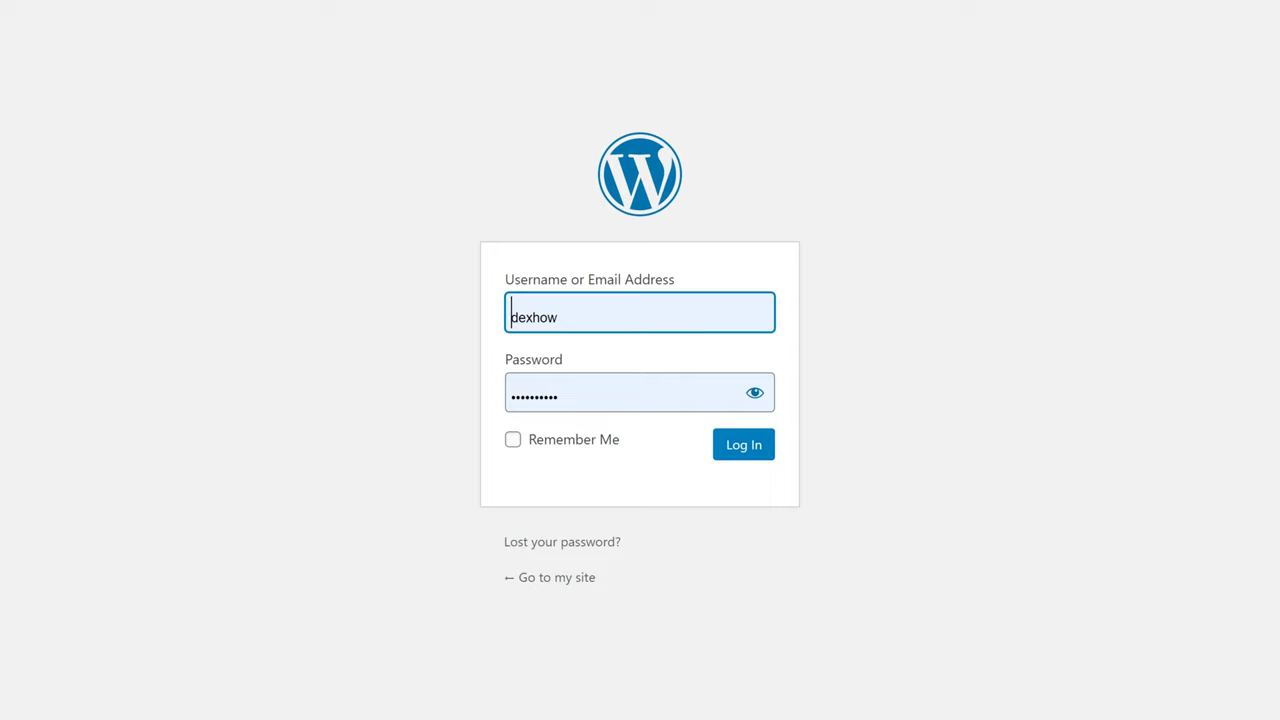 Username or Email Address
dexhow
Password
••••••••••
Remember Me
Log In
Lost your password?
← Go to my site